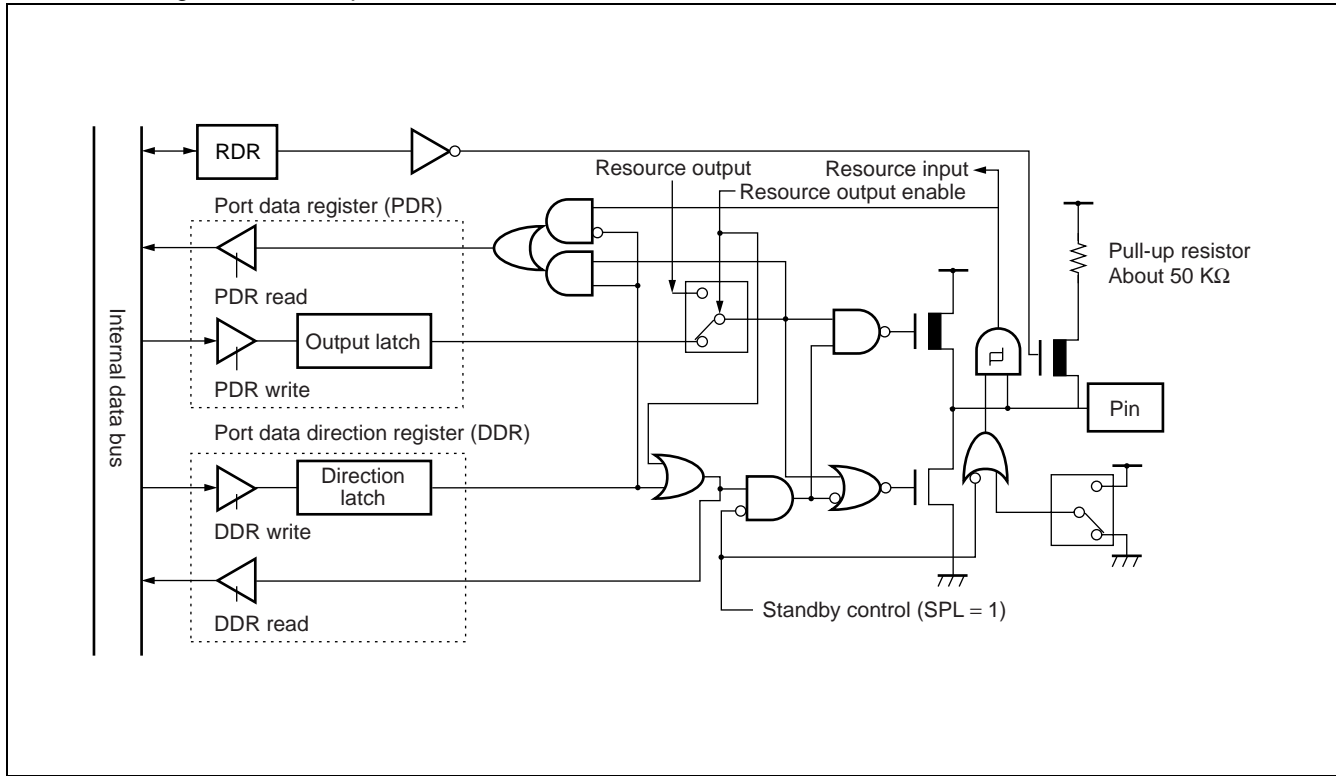 RDR
Resource output
Resource input
Resource output enable
Port data register (PDR)
Pull-up resistor
About 50 KΩ
PDR read
Internal data bus
Output latch
PDR write
Pin
Port data direction register (DDR)
Direction
latch
DDR write
Standby control (SPL = 1)
DDR read